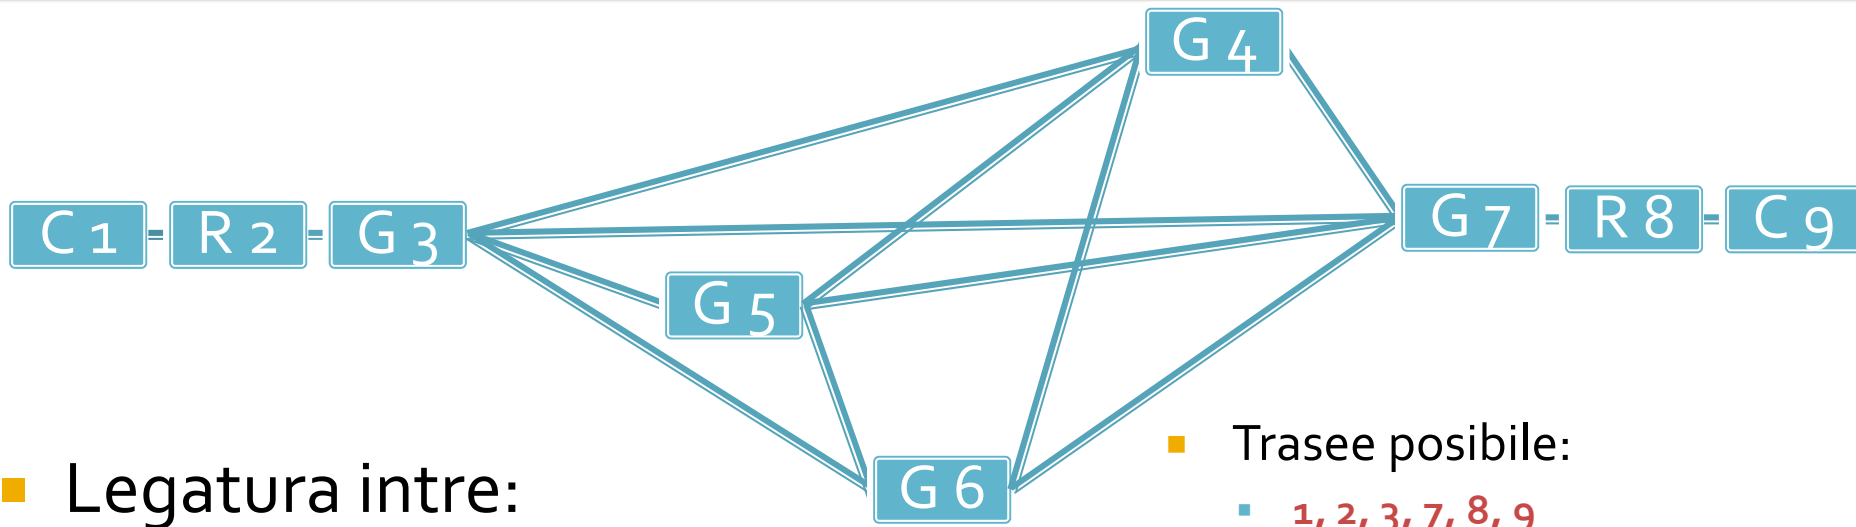 G 4
C 1
R 2
G 3
G 7
R 8
C 9
G 5
G 6
Legatura intre:
Trasee posibile:
1, 2, 3, 7, 8, 9